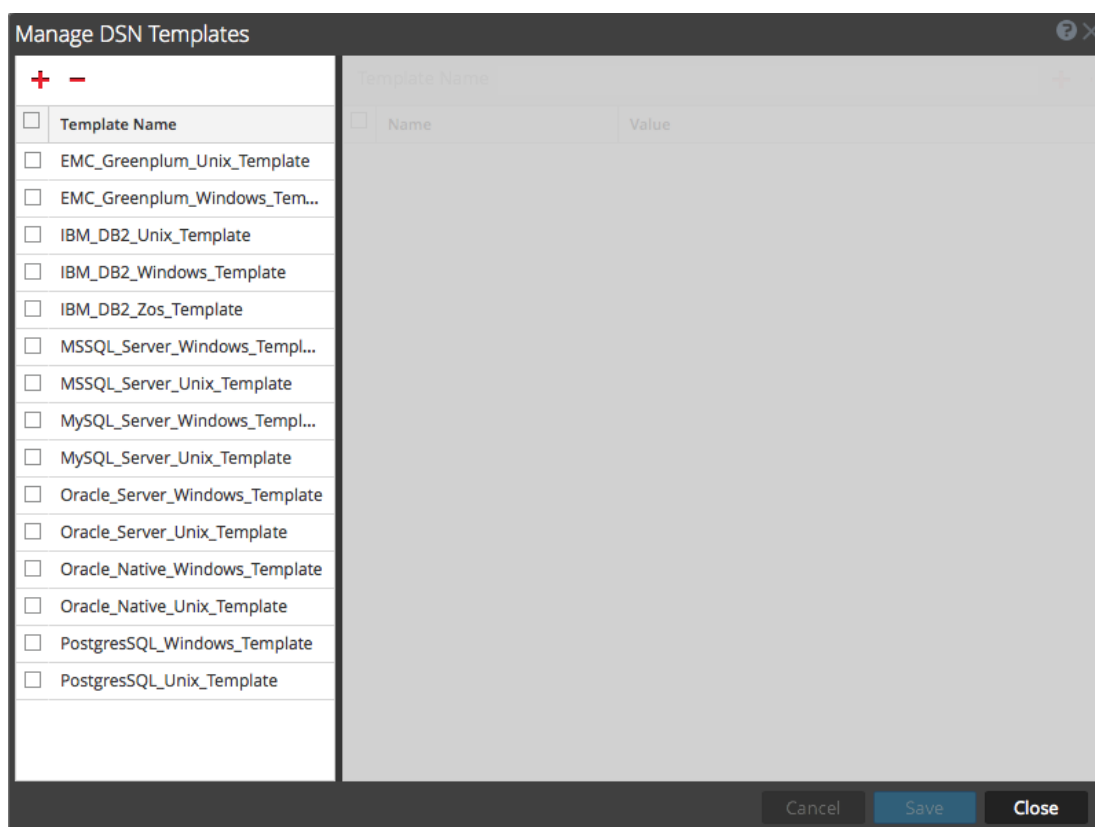 Manage DSN Templates
Template Name
Template Name
Name Value
EMC_Greenplum_Unix_Template
EMC_Greenplum_Windows_Tem...
IBM_DB2_Unix_Template
IBM_DB2_Windows_Template
IBM_DB2_Zos_Template
MSSQL_Server_Windows_Templ...
MSSQL_Server_Unix_Template
MySQL_Server_Windows_Templ...
MySQL_Server_Unix_Template
Oracle_Server_Windows_Template
Oracle_Server_Unix_Template
Oracle_Native_Windows_Template
Oracle_Native_Unix_Template
PostgresSQL_Windows_Template
PostgresSQL_Unix_Template
Cancel Save Close